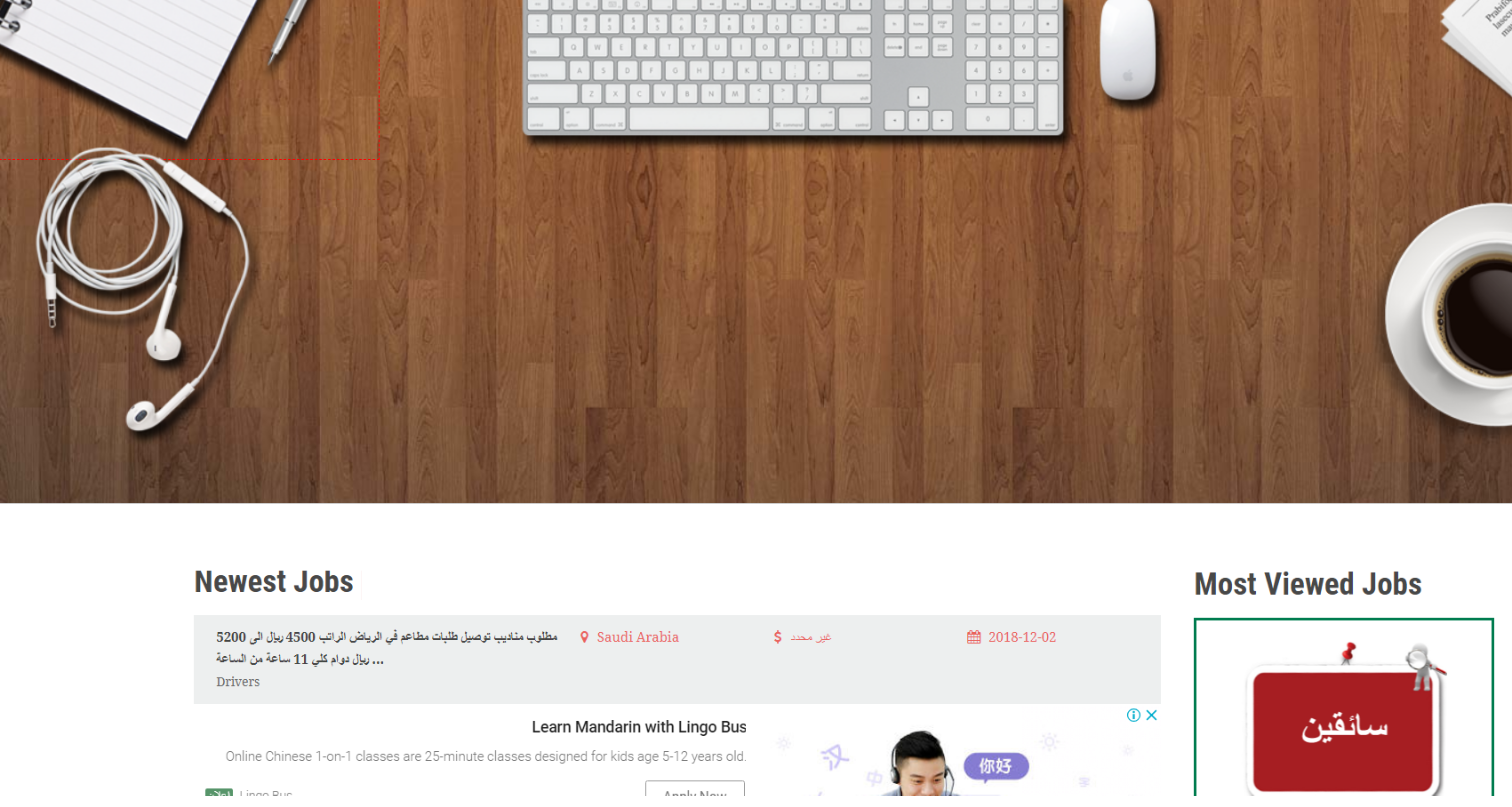 Newest Jobs
مطلوب مناديب توصيل طلبات مطاعم في الرياض الراتب 4500 ريال الى 5200
ريال دوام كلي 11 ساعة من الساعة ...
Drivers
Saudi Arabia
غير محدد
2018-12-02
Learn Mandarin with Lingo Bus
Online Chinese 1-on-1 classes are 25-minute classes designed for kids age 5-12 years old.
إعلان
Lingo Bus
Apply Now
你好
Most Viewed Jobs
سائقين